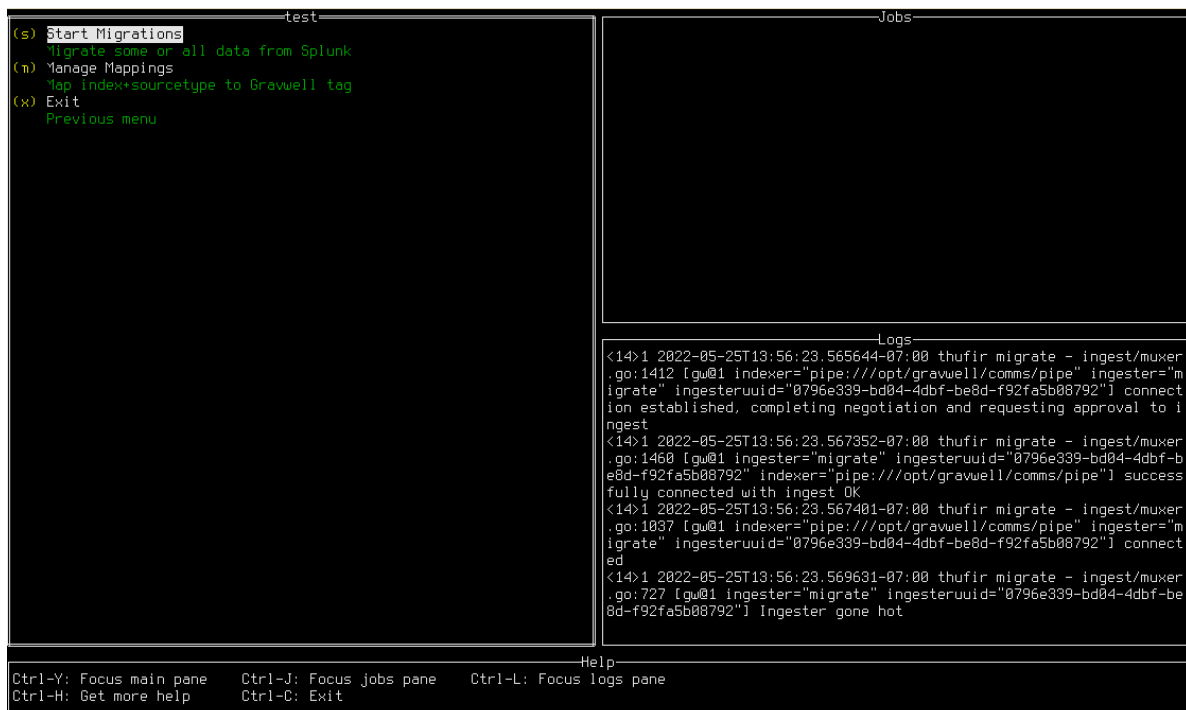 test
(s) Start Migrations
Migrate some or all data from Splunk
(m) Manage Mappings
Map index+sourcetype to Gravwell tag
(x) Exit
Previous menu
Jobs
Logs
<14>1 2022-05-25T13:56:23.565644-07:00 thufir migrate - ingest/muxer
.go:1412 [gw@1 indexer="pipe:///opt/gravwell/comms/pipe" ingester="m
igrate" ingesteruuid="0796e339-bd04-4dbf-be8d-f92fa5b08792"] connect
ion established, completing negotiation and requesting approval to i
ngest
<14>1 2022-05-25T13:56:23.567352-07:00 thufir migrate - ingest/muxer
.go:1460 [gw@1 ingester="migrate" ingesteruuid="0796e339-bd04-4dbf-b
e8d-f92fa5b08792" indexer="pipe:///opt/gravwell/comms/pipe"] success
fully connected with ingest OK
<14>1 2022-05-25T13:56:23.567401-07:00 thufir migrate - ingest/muxer
.go:1037 [gw@1 indexer="pipe:///opt/gravwell/comms/pipe" ingester="m
igrate" ingesteruuid="0796e339-bd04-4dbf-be8d-f92fa5b08792"] connect
ed
<14>1 2022-05-25T13:56:23.569631-07:00 thufir migrate - ingest/muxer
.go:727 [gw@1 ingester="migrate" ingesteruuid="0796e339-bd04-4dbf-be
8d-f92fa5b08792"] Ingester gone hot
Help
Ctrl-Y: Focus main pane Ctrl-J: Focus jobs pane Ctrl-L: Focus logs pane
Ctrl-H: Get more help Ctrl-C: Exit